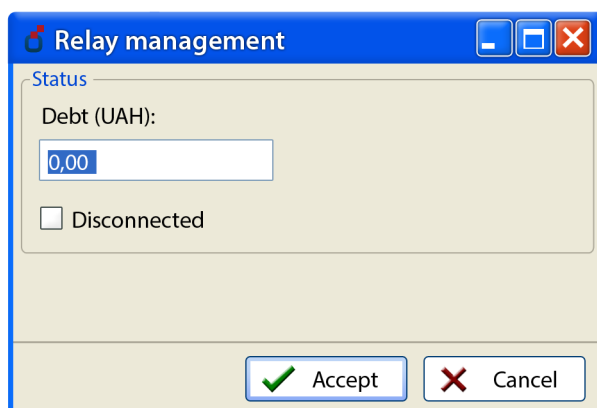 Relay management
Status
Debt (UAH):
0,00
Disconnected
Accept
Cancel